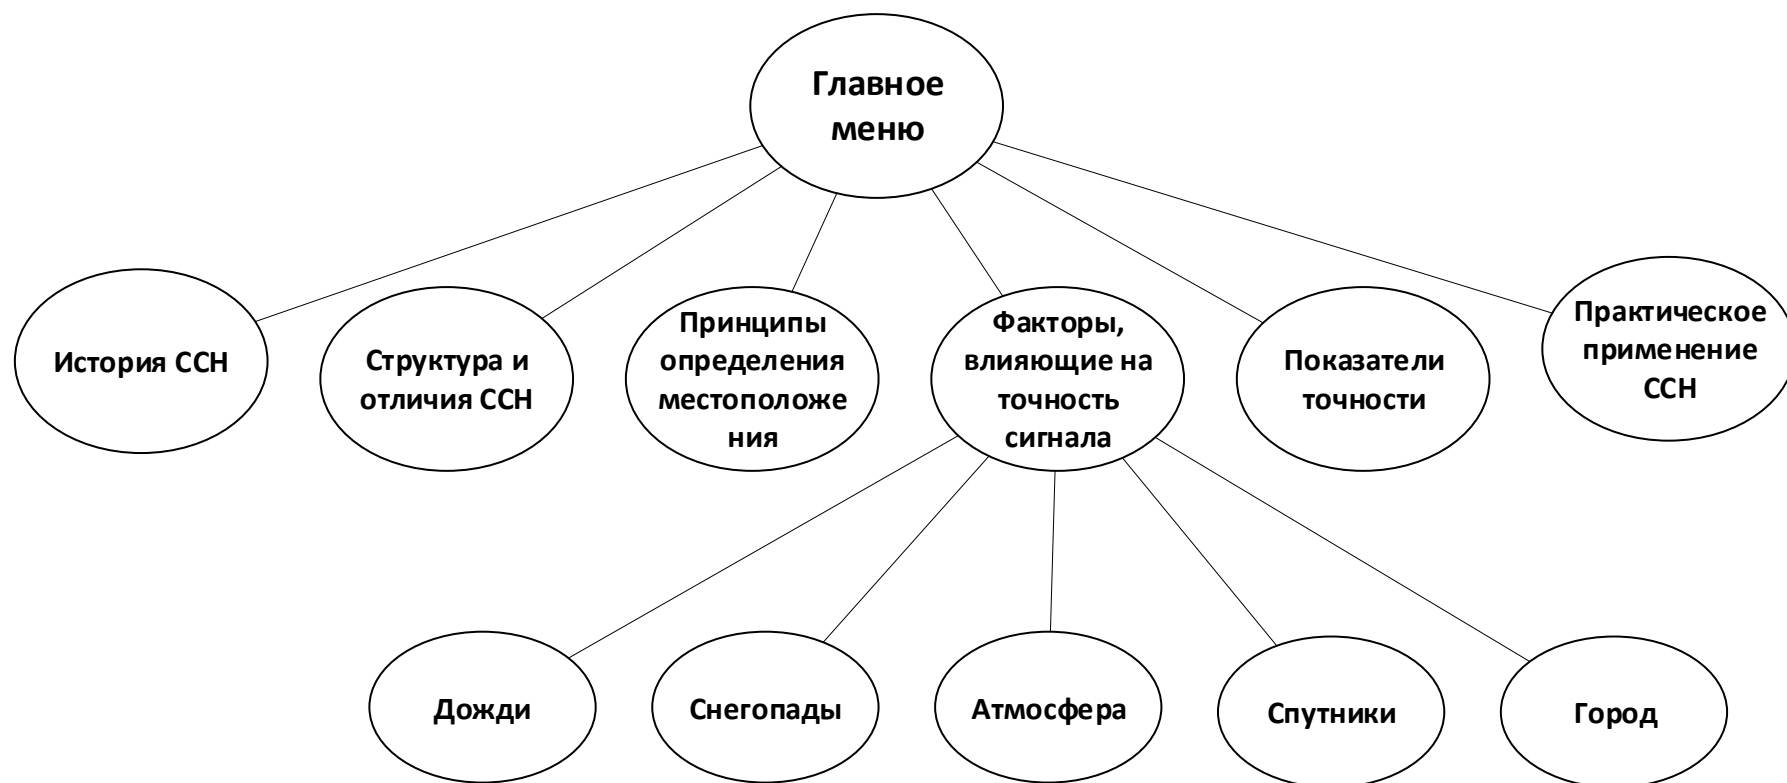 Главное
меню
История ССН
Структура и
отличия ССН
Принципы
определения
местоположе
ния
Факторы,
влияющие на
точность
сигнала
Показатели
точности
Практическое
применение
ССН
Дожди
Снегопады
Атмосфера
Спутники
Город